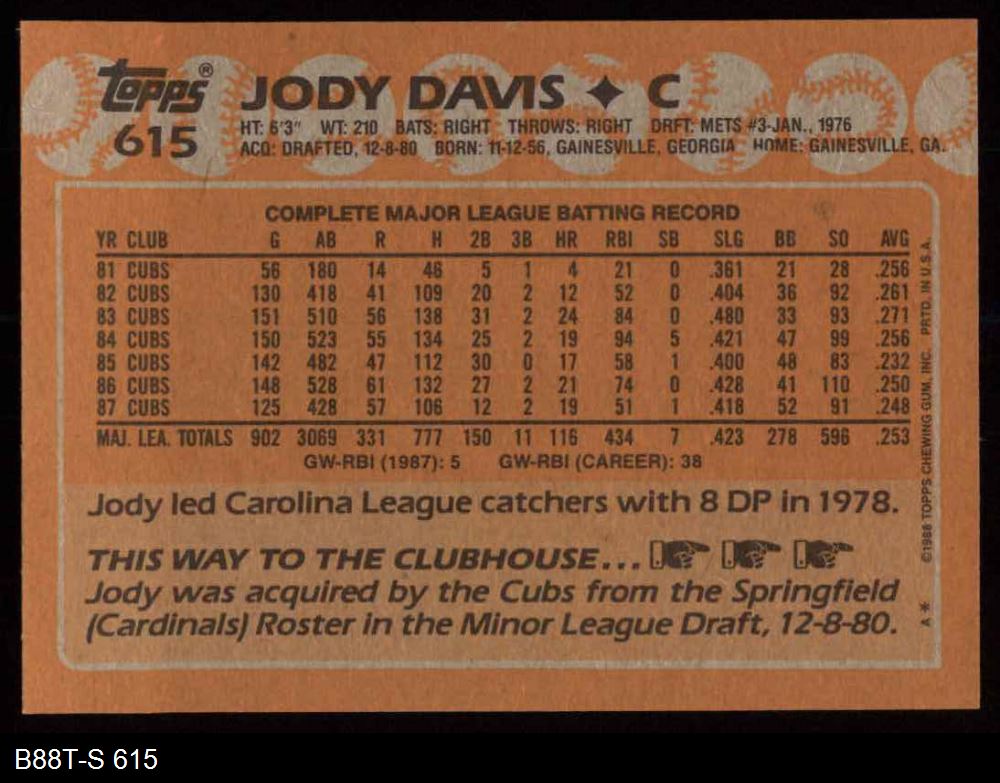 topps®
615
JODY DAVIS ✦ C
HT: 6'3" WT: 210 BATS: RIGHT THROWS: RIGHT DRFT: METS #3-JAN., 1976
ACQ: DRAFTED, 12-8-80 BORN: 11-12-56, GAINESVILLE, GEORGIA HOME: GAINESVILLE, GA.
COMPLETE MAJOR LEAGUE BATTING RECORD
YR CLUB G AB R H 2B 3B HR RBI SB SLG BB SO AVG
81 CUBS 56 180 14 46 5 1 4 21 0 .361 21 28 .256
82 CUBS 130 418 41 109 20 2 12 52 0 .404 36 92 .261
83 CUBS 151 510 56 138 31 2 24 84 0 .480 33 93 .271
84 CUBS 150 523 55 134 25 2 19 94 5 .421 47 99 .256
85 CUBS 142 482 47 112 30 0 17 58 1 .400 48 83 .232
86 CUBS 148 528 61 132 27 2 21 74 0 .428 41 110 .250
87 CUBS 125 428 57 106 12 2 19 51 1 .418 52 91 .248
MAJ. LEA. TOTALS 902 3069 331 777 150 11 116 434 7 .423 278 596 .253
GW-RBI (1987): 5 GW-RBI (CAREER): 38
Jody led Carolina League catchers with 8 DP in 1978.
THIS WAY TO THE CLUBHOUSE...
Jody was acquired by the Cubs from the Springfield
(Cardinals) Roster in the Minor League Draft, 12-8-80.
A * ©1988 TOPPS CHEWING GUM, INC. PRTD. IN U.S.A.
B88T-S 615